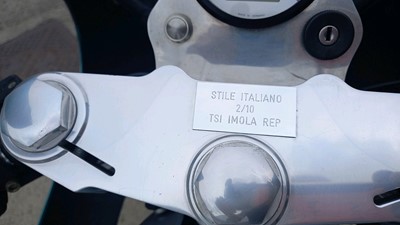 STILE ITALIANO
2/10
TSI IMOLA REP